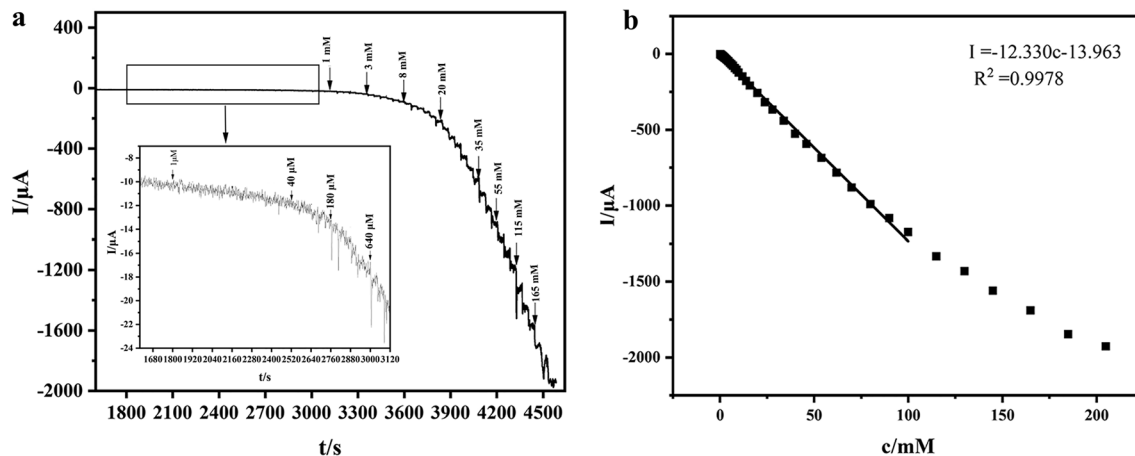 a
I/μA
400
0
-400
-800
-1200
-1600
-2000
1800
2100
2400
2700
3000
3300
3600
3900
4200
4500
t/s
1 mM
3 mM
8 mM
20 mM
35 mM
55 mM
115 mM
165 mM
I/μA
-8
-10
-12
-14
-16
-18
-20
-22
-24
1680 1800 1920 2040 2160 2280 2400 2520 2640 2760 2880 3000 3120
t/s
1μM
40 μM
180 μM
640 μM
b
I/μA
0
-500
-1000
-1500
-2000
0
50
100
150
200
c/mM
I =-12.330c-13.963
R² =0.9978